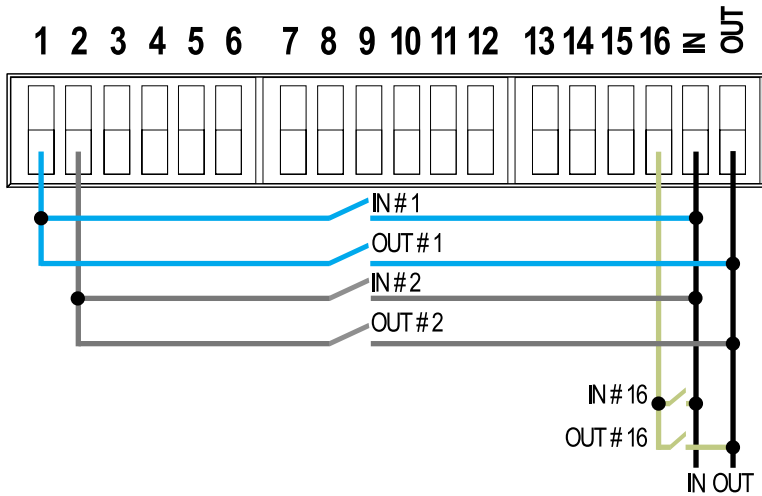 1 2 3 4 5 6 7 8 9 10 11 12 13 14 15 16 IN OUT
IN # 1
OUT # 1
IN # 2
OUT # 2
IN # 16
OUT # 16
IN OUT